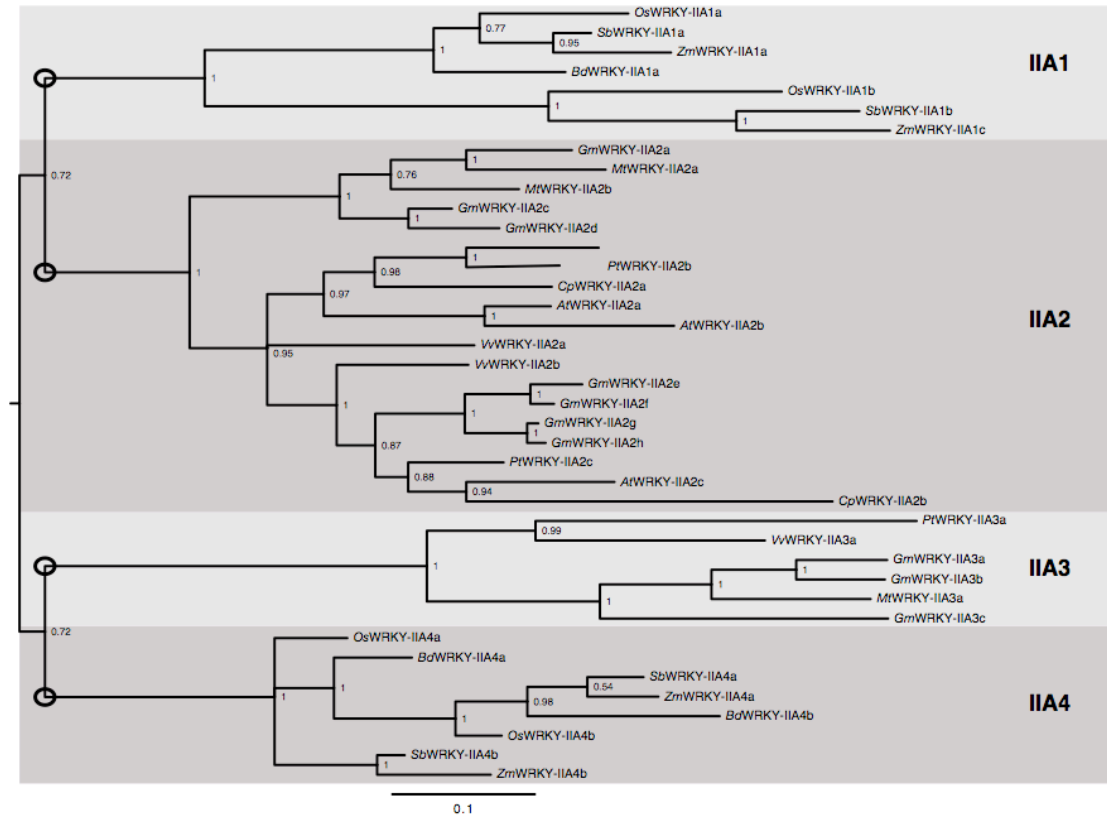 OsWRKY-IIA1a
0.77
SbWRKY-IIA1a
0.95
ZmWRKY-IIA1a
1
IIA1
BdWRKY-IIA1a
1
OsWRKY-IIA1b
1
SbWRKY-IIA1b
1
ZmWRKY-IIA1c
GmWRKY-IIA2a
1
MtWRKY-IIA2a
0.76
0.72
MtWRKY-IIA2b
1
GmWRKY-IIA2c
1
GmWRKY-IIA2d
1
PtWRKY-IIA2b
0.98
1
CpWRKY-IIA2a
0.97
AtWRKY-IIA2a
1
AtWRKY-IIA2b
IIA2
VvWRKY-IIA2a
0.95
VvWRKY-IIA2b
GmWRKY-IIA2e
1
GmWRKY-IIA2f
1
1
GmWRKY-IIA2g
1
GmWRKY-IIA2h
0.87
PtWRKY-IIA2c
0.88
AtWRKY-IIA2c
0.94
CpWRKY-IIA2b
PtWRKY-IIA3a
0.99
VvWRKY-IIA3a
GmWRKY-IIA3a
1
1
IIA3
GmWRKY-IIA3b
1
MtWRKY-IIA3a
1
GmWRKY-IIA3c
0.72
OsWRKY-IIA4a
BdWRKY-IIA4a
SbWRKY-IIA4a
0.54
1
1
ZmWRKY-IIA4a
0.98
IIA4
BdWRKY-IIA4b
1
OsWRKY-IIA4b
SbWRKY-IIA4b
1
ZmWRKY-IIA4b
0.1